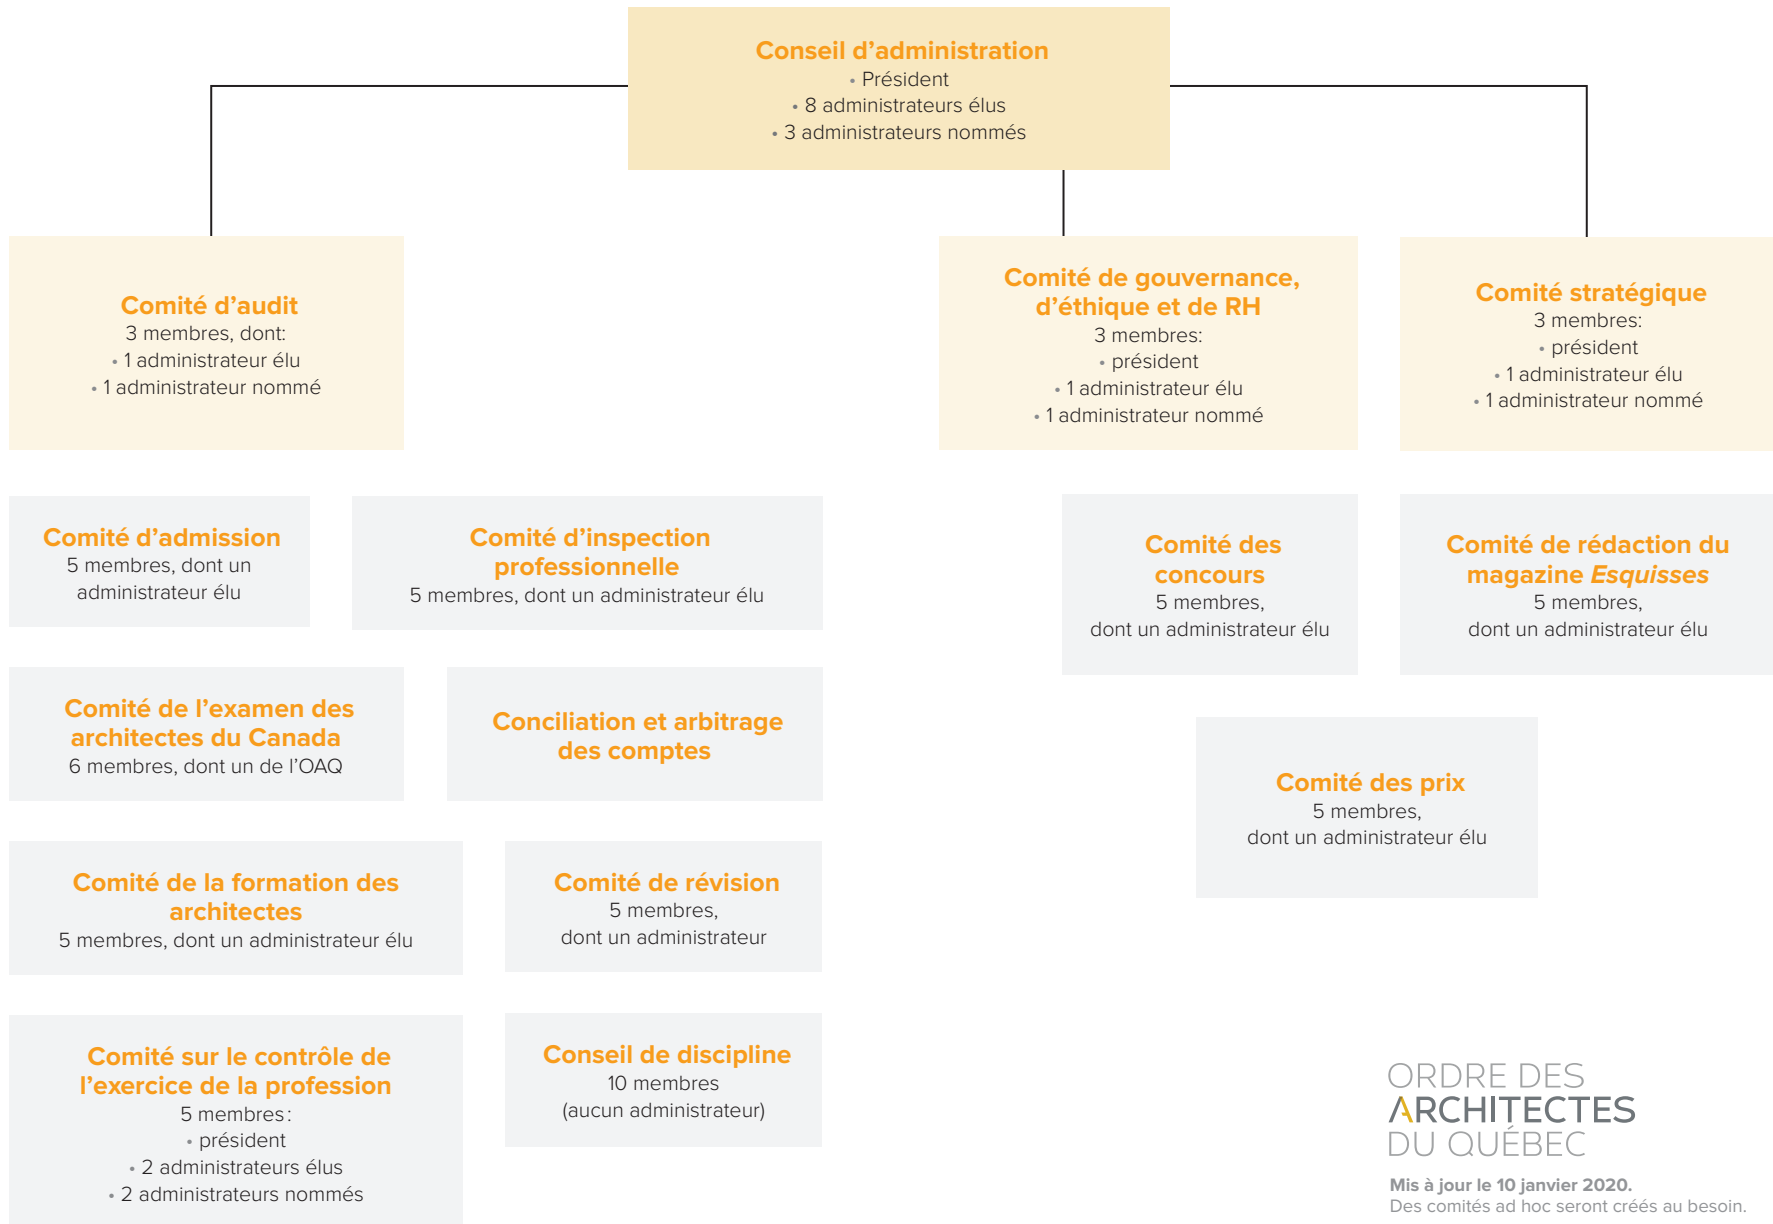 Conseil d’administration
• Président
• 8 administrateurs élus
• 3 administrateurs nommés
Comité d’audit
3 membres, dont:
• 1 administrateur élu
• 1 administrateur nommé
Comité de gouvernance,
d’éthique et de RH
3 membres:
• président
• 1 administrateur élu
• 1 administrateur nommé
Comité stratégique
3 membres:
• président
• 1 administrateur élu
• 1 administrateur nommé
Comité d’admission
5 membres, dont un
administrateur élu
Comité d’inspection
professionnelle
5 membres, dont un administrateur élu
Comité des
concours
5 membres,
dont un administrateur élu
Comité de rédaction du
magazine Esquisses
5 membres,
dont un administrateur élu
Comité de l’examen des
architectes du Canada
6 membres, dont un de l’OAQ
Conciliation et arbitrage
des comptes
Comité des prix
5 membres,
dont un administrateur élu
Comité de la formation des
architectes
5 membres, dont un administrateur élu
Comité de révision
5 membres,
dont un administrateur
Comité sur le contrôle de
l’exercice de la profession
5 membres :
• président
• 2 administrateurs élus
• 2 administrateurs nommés
Conseil de discipline
10 membres
(aucun administrateur)
ORDRE DES
ARCHITECTES
DU QUÉBEC
Mis à jour le 10 janvier 2020.
Des comités ad hoc seront créés au besoin.